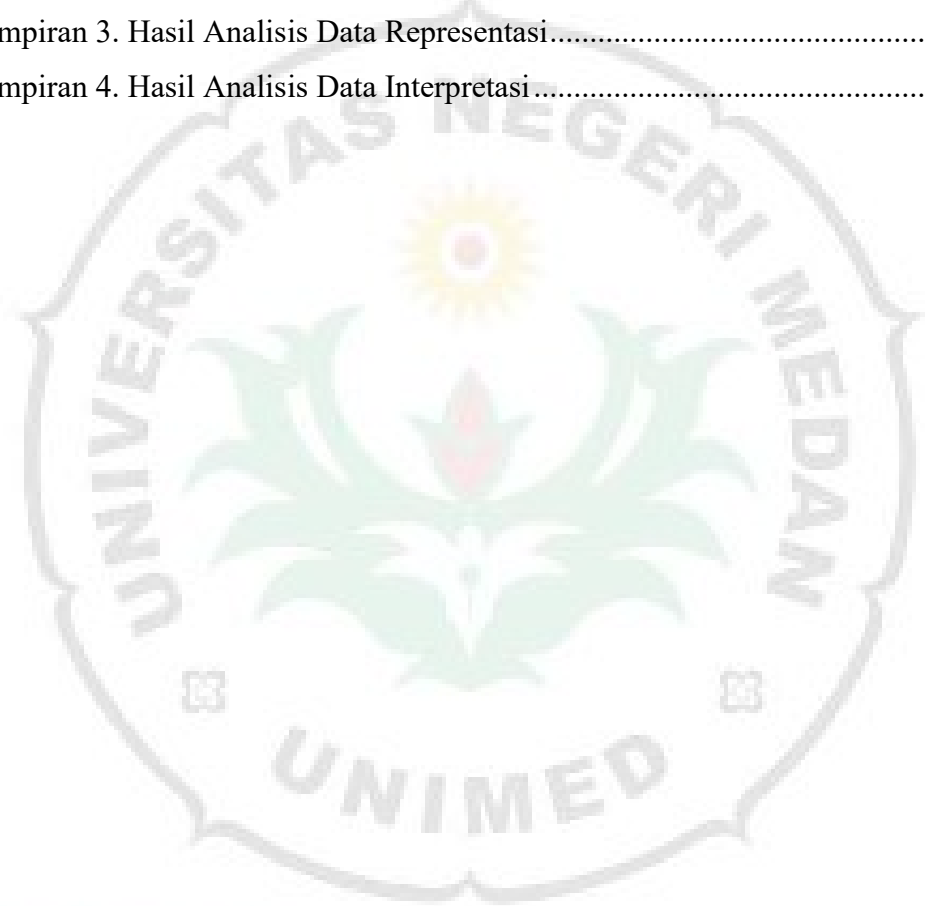 mpiran 3. Hasil Analisis Data Representasi..............................................
mpiran 4. Hasil Analisis Data Interpretasi................................................
UNIVERSITAS NEGERI MEDAN
UNIMED